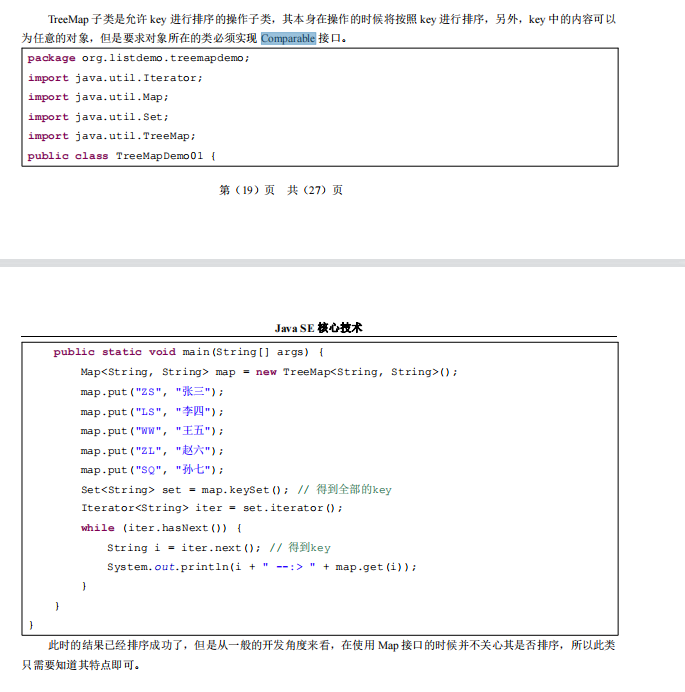 TreeMap 子类是允许 key 进行排序的操作子类，其本身在操作的时候将按照 key 进行排序，另外，key 中的内容可以
为任意的对象，但是要求对象所在的类必须实现 Comparable 接口。
package org.listdemo.treemapdemo;
import java.util.Iterator;
import java.util.Map;
import java.util.Set;
import java.util.TreeMap;
public class TreeMapDemo01 {
第（19）页 共（27）页
Java SE 核心技术
public static void main(String[] args) {
Map<String, String> map = new TreeMap<String, String>();
map.put("ZS", "张三");
map.put("LS", "李四");
map.put("WW", "王五");
map.put("ZL", "赵六");
map.put("SQ", "孙七");
Set<String> set = map.keySet(); // 得到全部的key
Iterator<String> iter = set.iterator();
while (iter.hasNext()) {
String i = iter.next(); // 得到key
System.out.println(i + " --:> " + map.get(i));
}
}
}
此时的结果已经排序成功了，但是从一般的开发角度来看，在使用 Map 接口的时候并不关心其是否排序，所以此类
只需要知道其特点即可。